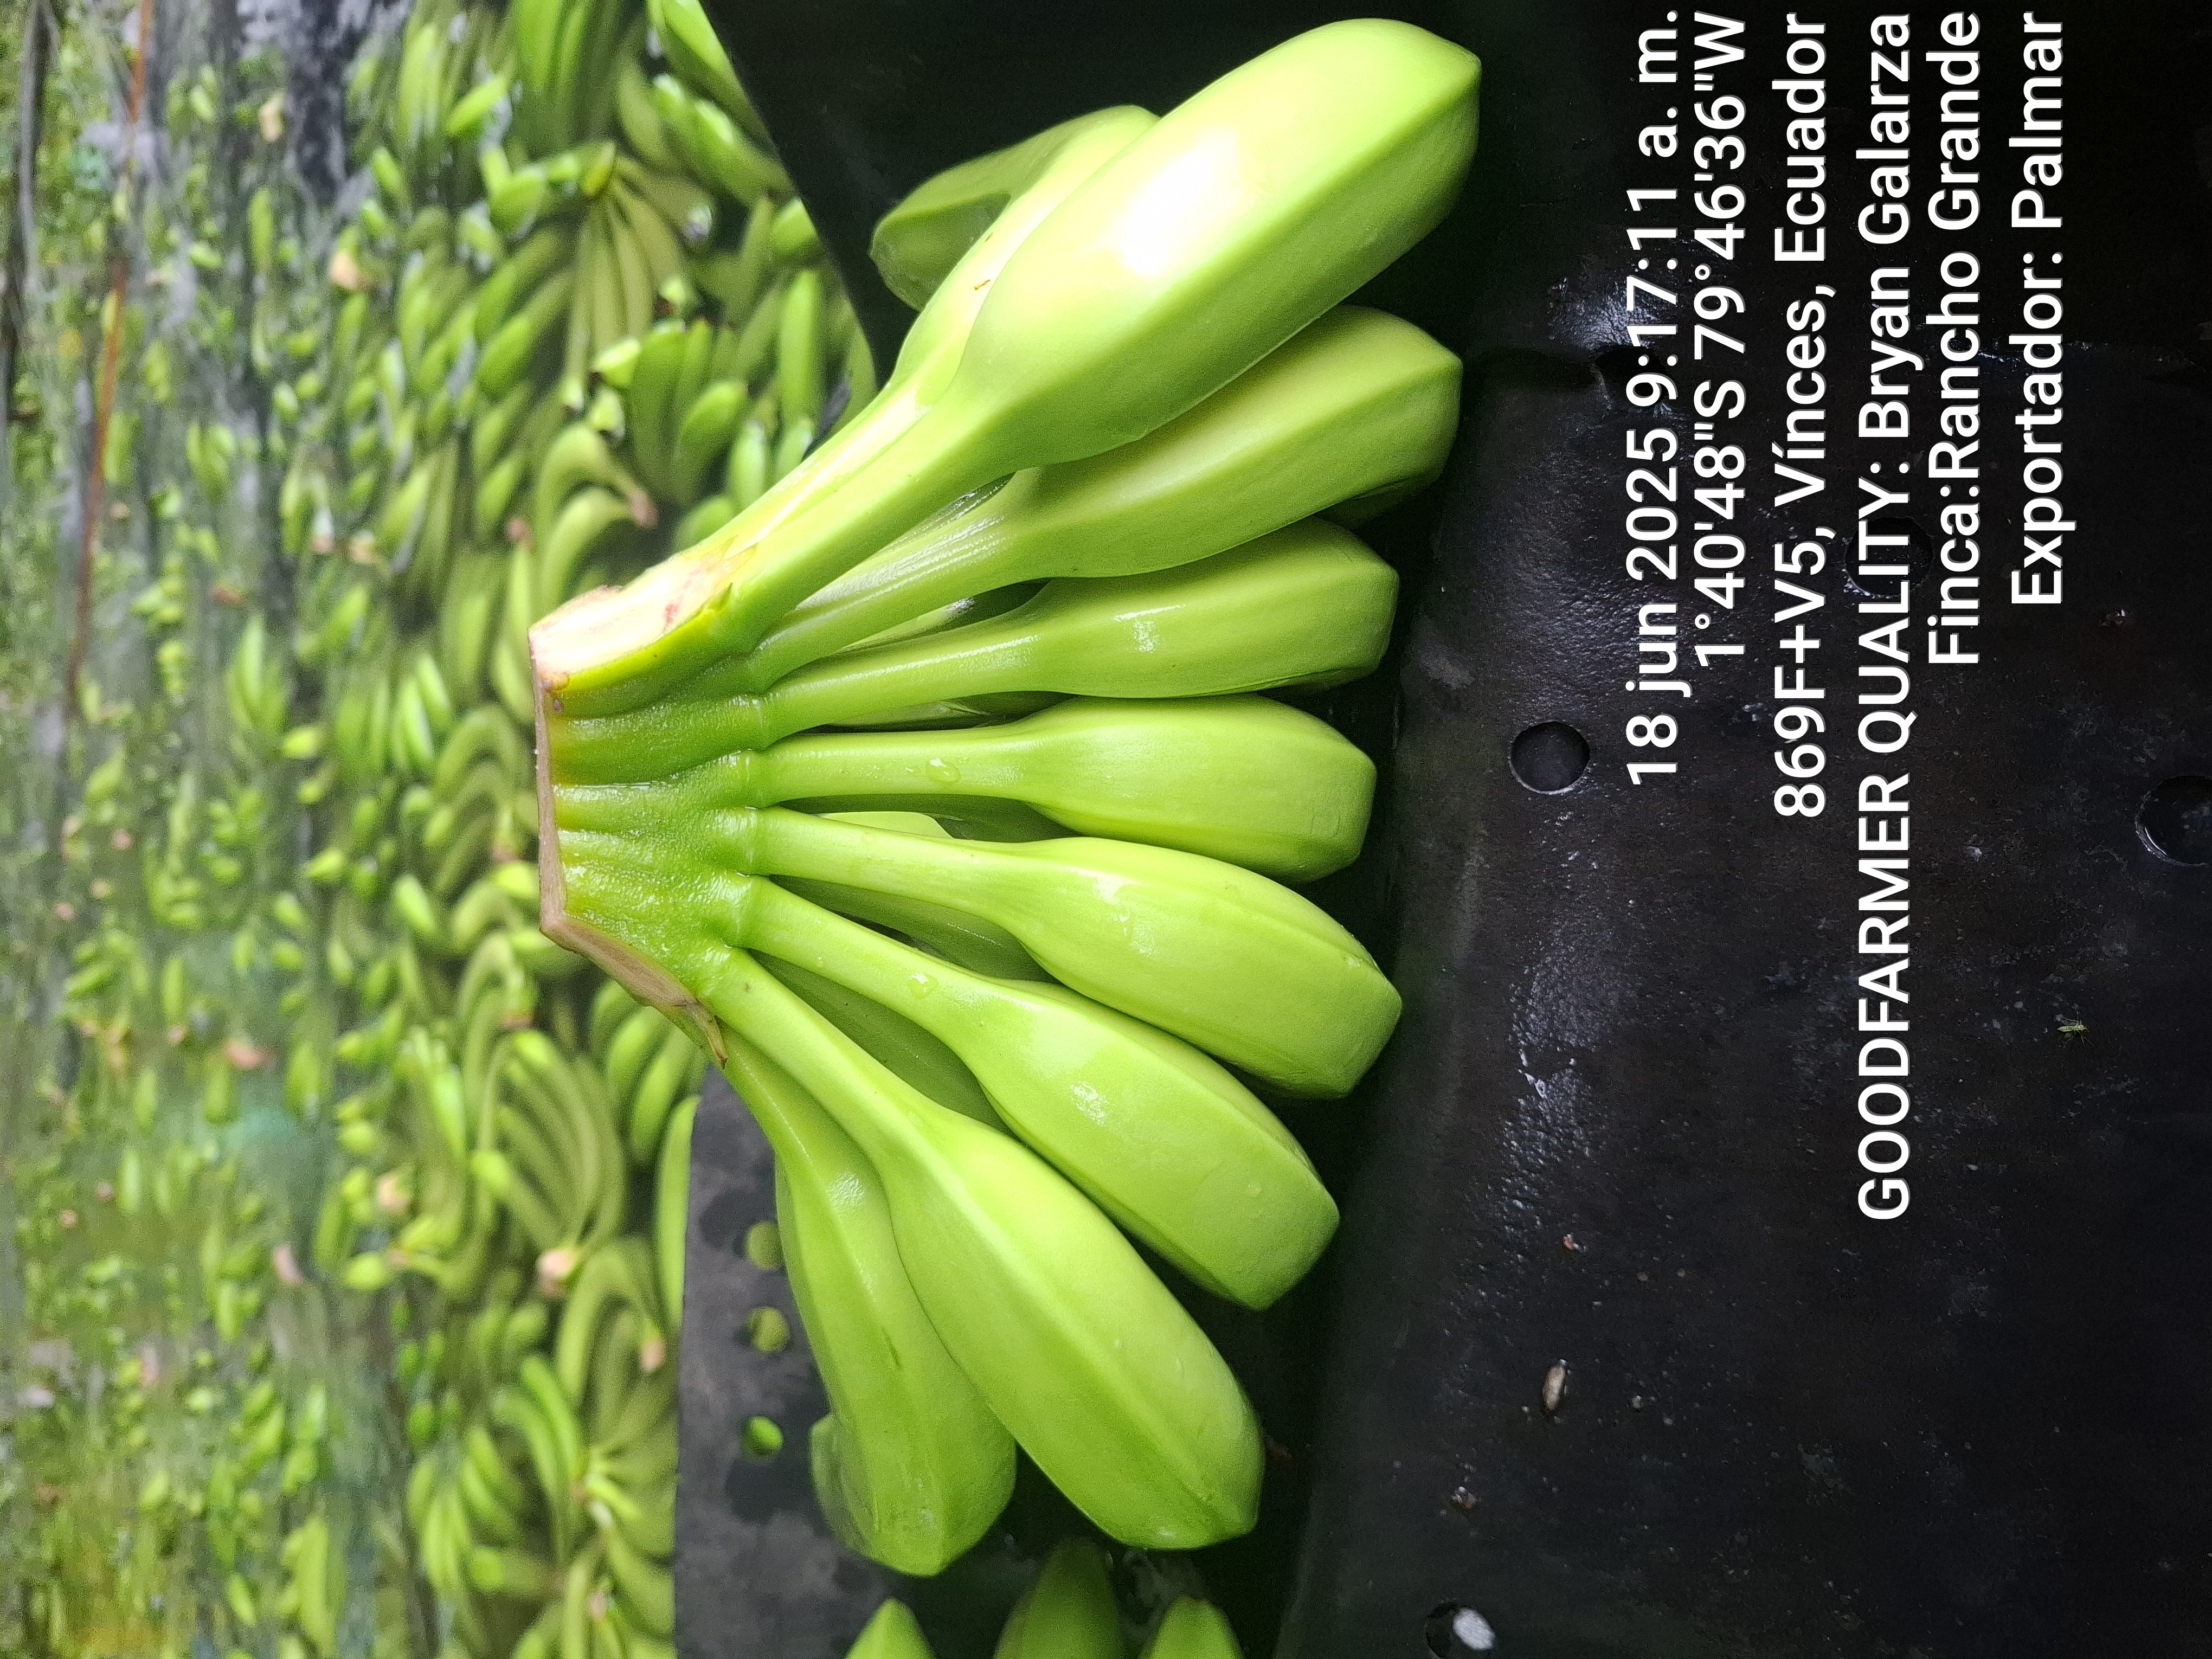 18 jun 2025 9:17:11 a. m.
1°40'48"S 79°46'36"W
869F+V5, Vínces, Ecuador
GOODFARMER QUALITY: Bryan Galarza
Finca:Rancho Grande
Exportador: Palmar